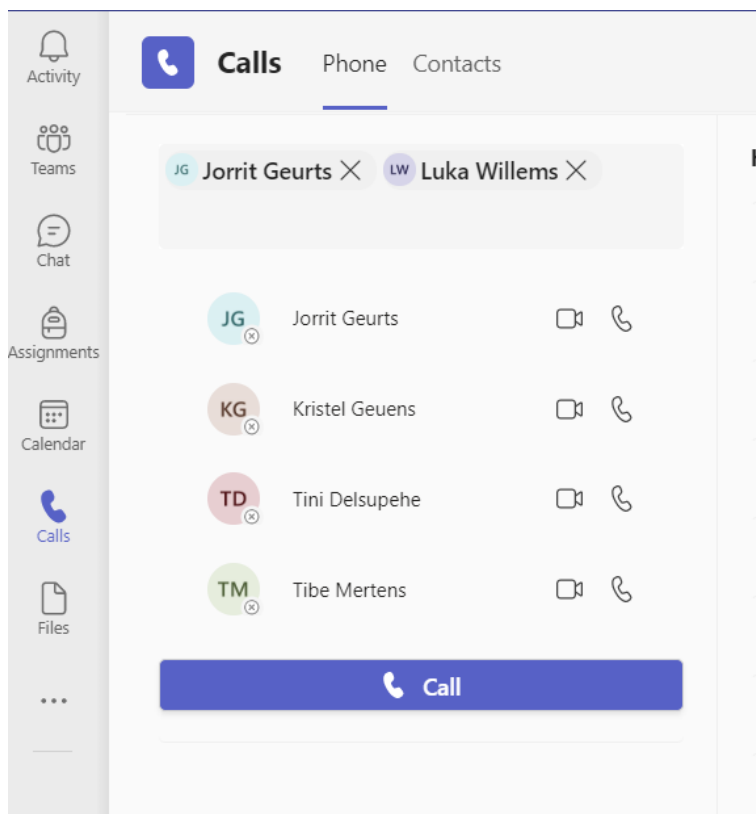 Activity
Teams
Chat
Assignments
Calendar
Calls
Files
Calls Phone Contacts
JG Jorrit Geurts LW Luka Willems
JG Jorrit Geurts
KG Kristel Geuens
TD Tini Delsupehe
TM Tibe Mertens
Call